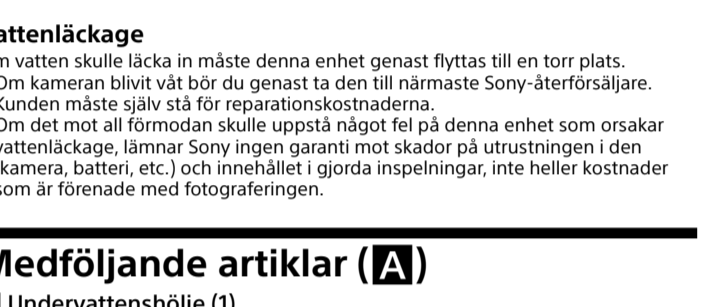 attenläckage
m vatten skulle läcka in måste denna enhet genast flyttas till en torr plats.
Om kameran blivit våt bör du genast ta den till närmaste Sony-återförsäljare.
Kunden måste själv stå för reparationskostnaderna.
Om det mot all förmodan skulle uppstå något fel på denna enhet som orsakar
vattenläckage, lämnar Sony ingen garanti mot skador på utrustningen i den
(kamera, batteri, etc.) och innehållet i gjorda inspelningar, inte heller kostnader
som är förenade med fotograferingen.
Medföljande artiklar (A)
Undervattenshölje (1)